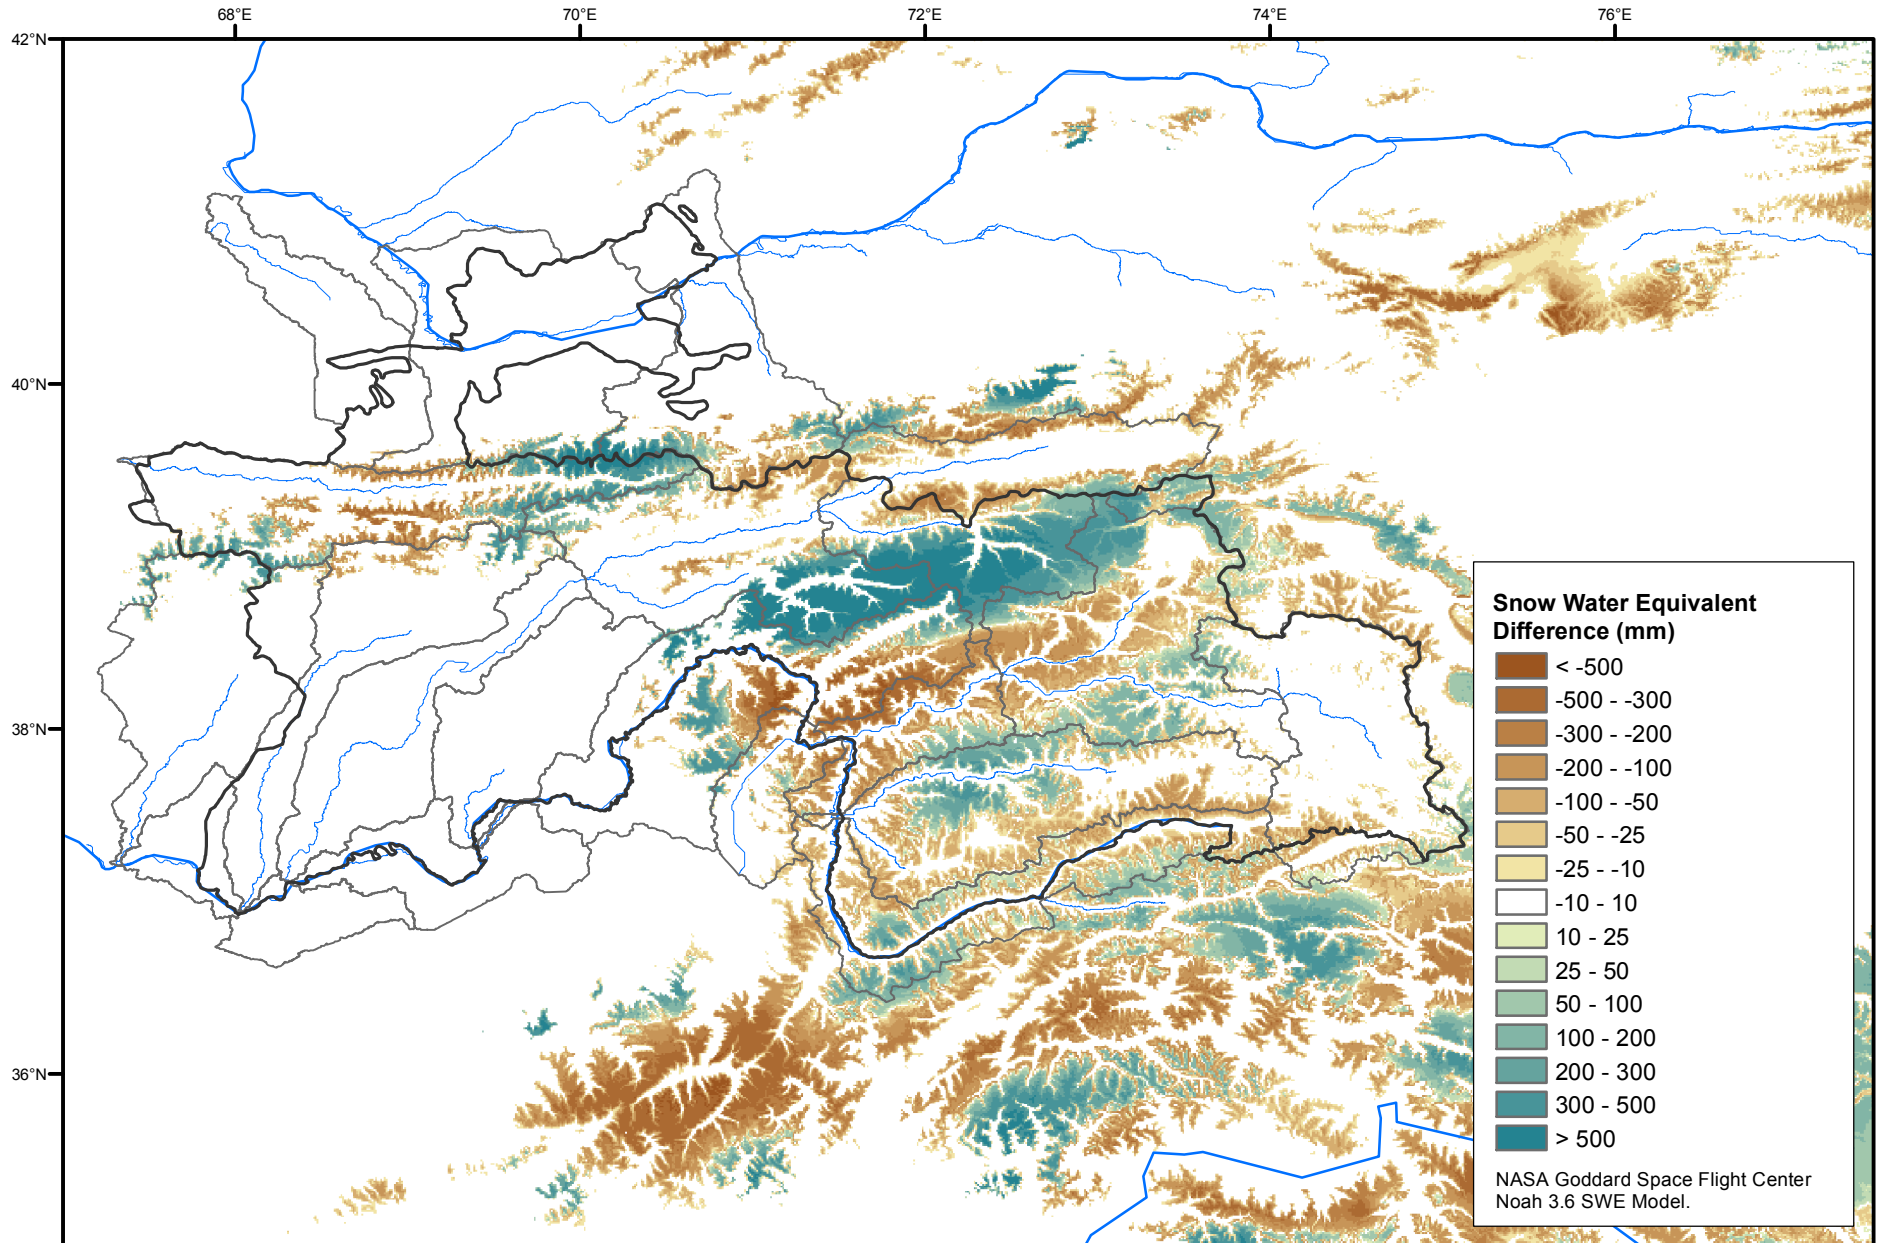 68°E 70°E 72°E 74°E 76°E
42°N
40°N
38°N
36°N
Snow Water Equivalent
Difference (mm)
< -500
-500 - -300
-300 - -200
-200 - -100
-100 - -50
-50 - -25
-25 - -10
-10 - 10
10 - 25
25 - 50
50 - 100
100 - 200
200 - 300
300 - 500
> 500
NASA Goddard Space Flight Center
Noah 3.6 SWE Model.